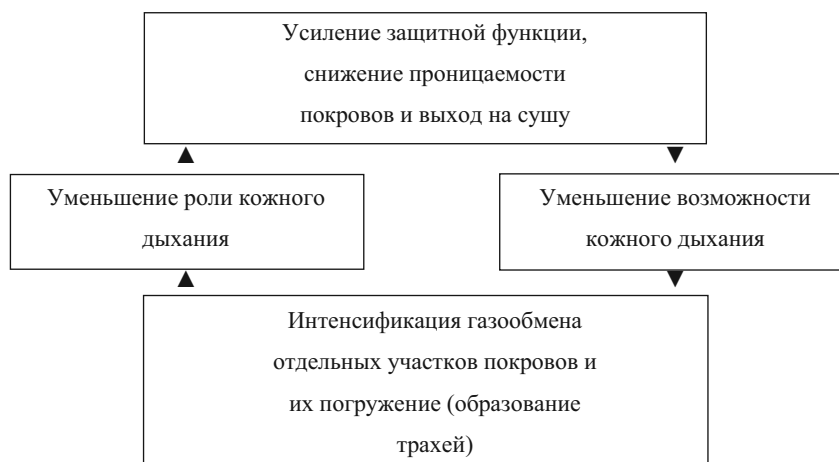 Усиление защитной функции,
снижение проницаемости
покровов и выход на сушу
Уменьшение роли кожного
дыхания
Уменьшение возможности
кожного дыхания
Интенсификация газообмена
отдельных участков покровов и
их погружение (образование
трахей)